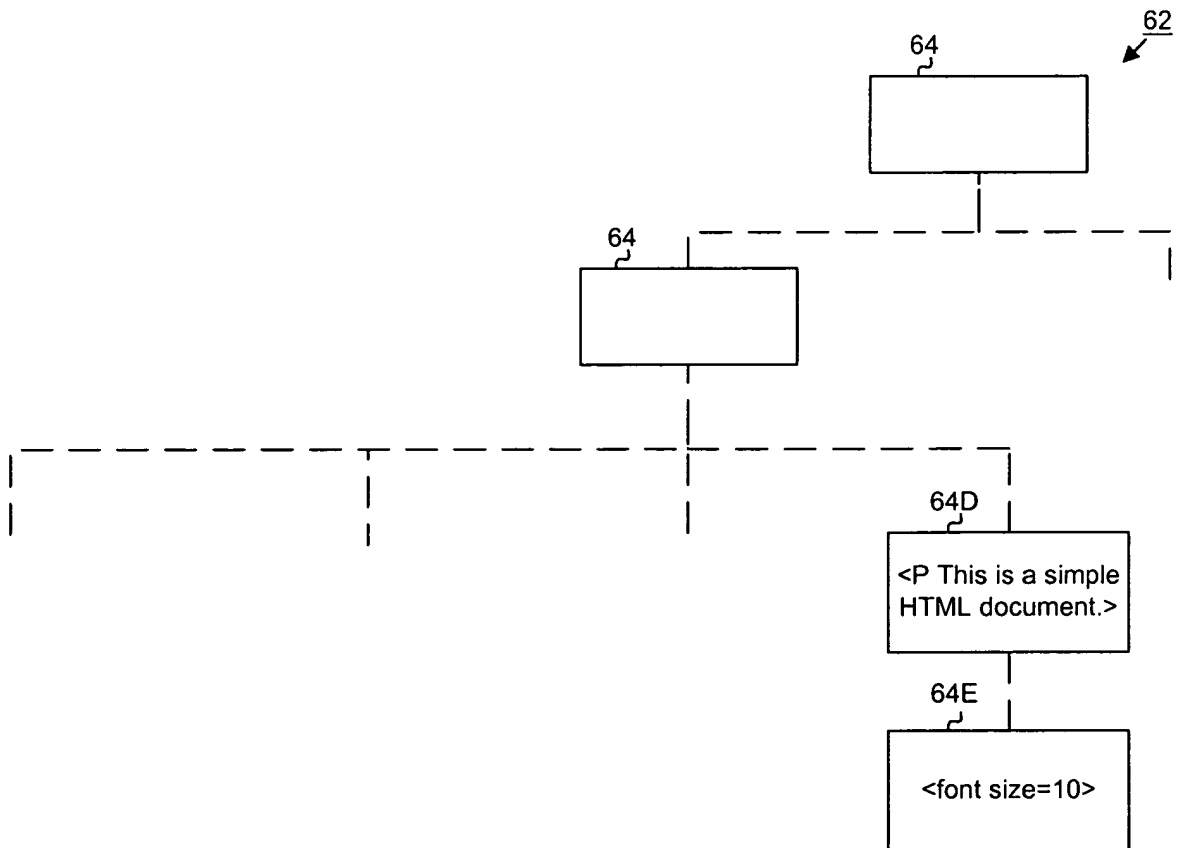 62
64
64
64D
<P This is a simple
HTML document.>
64E
<font size=10>